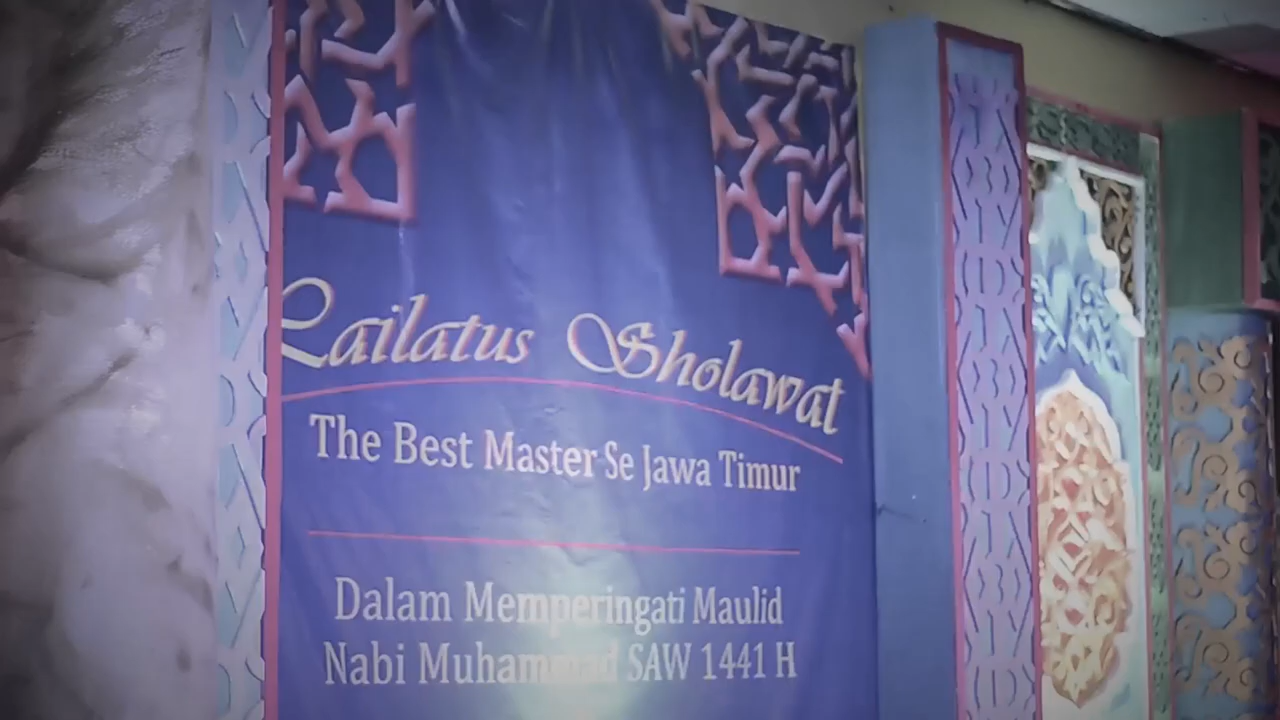 Lailatus Sholawat
The Best Master Se Jawa Timur
Dalam Memperingati Maulid
Nabi Muhammad SAW 1441 H